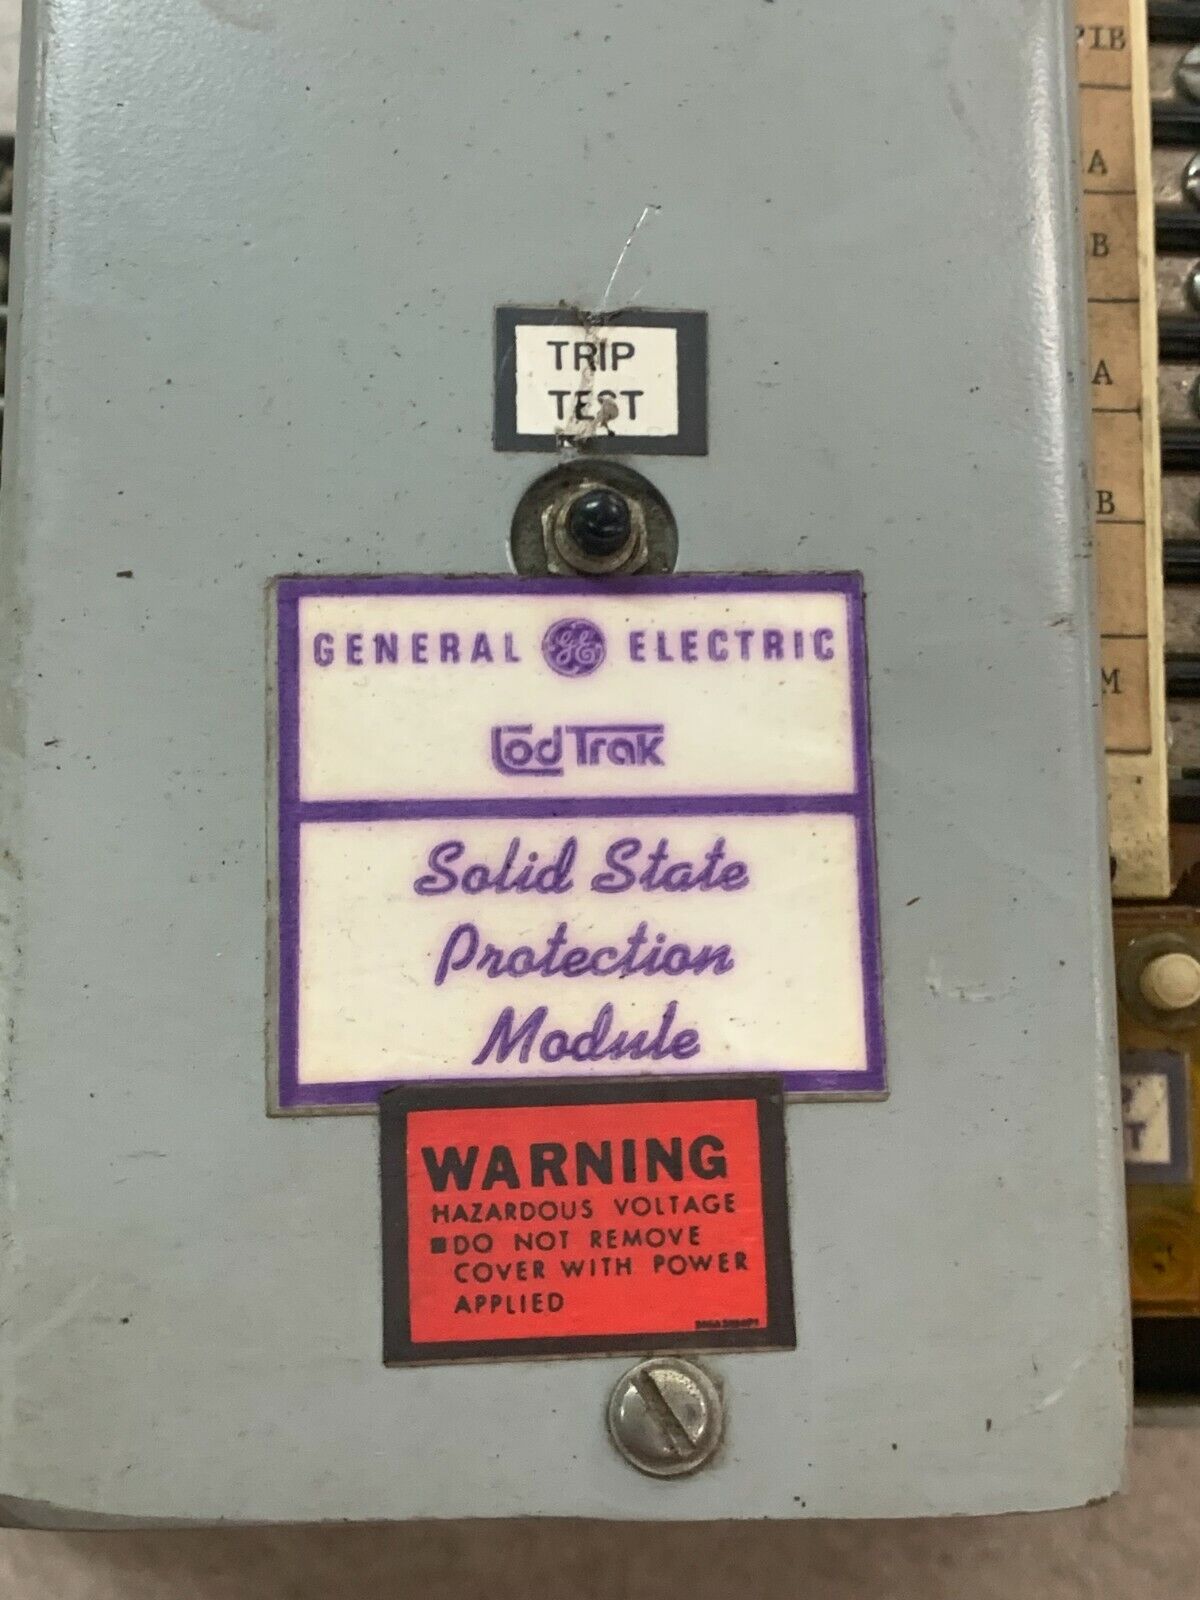 TRIP
TEST
GENERAL GE ELECTRIC
Lod Trak
Solid State
Protection
Module
WARNING
HAZARDOUS VOLTAGE
■ DO NOT REMOVE
COVER WITH POWER
APPLIED
A
B
A
B
M
T